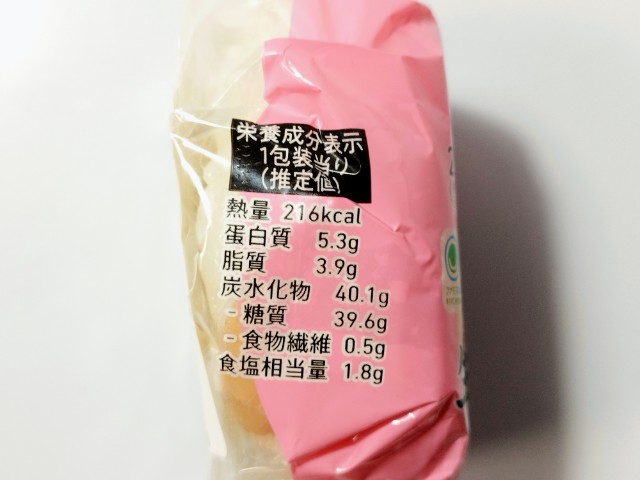 栄養成分表示
1包装当り
(推定値)
熱量 216kcal
蛋白質 5.3g
脂質 3.9g
炭水化物 40.1g
- 糖質 39.6g
- 食物繊維 0.5g
食塩相当量 1.8g